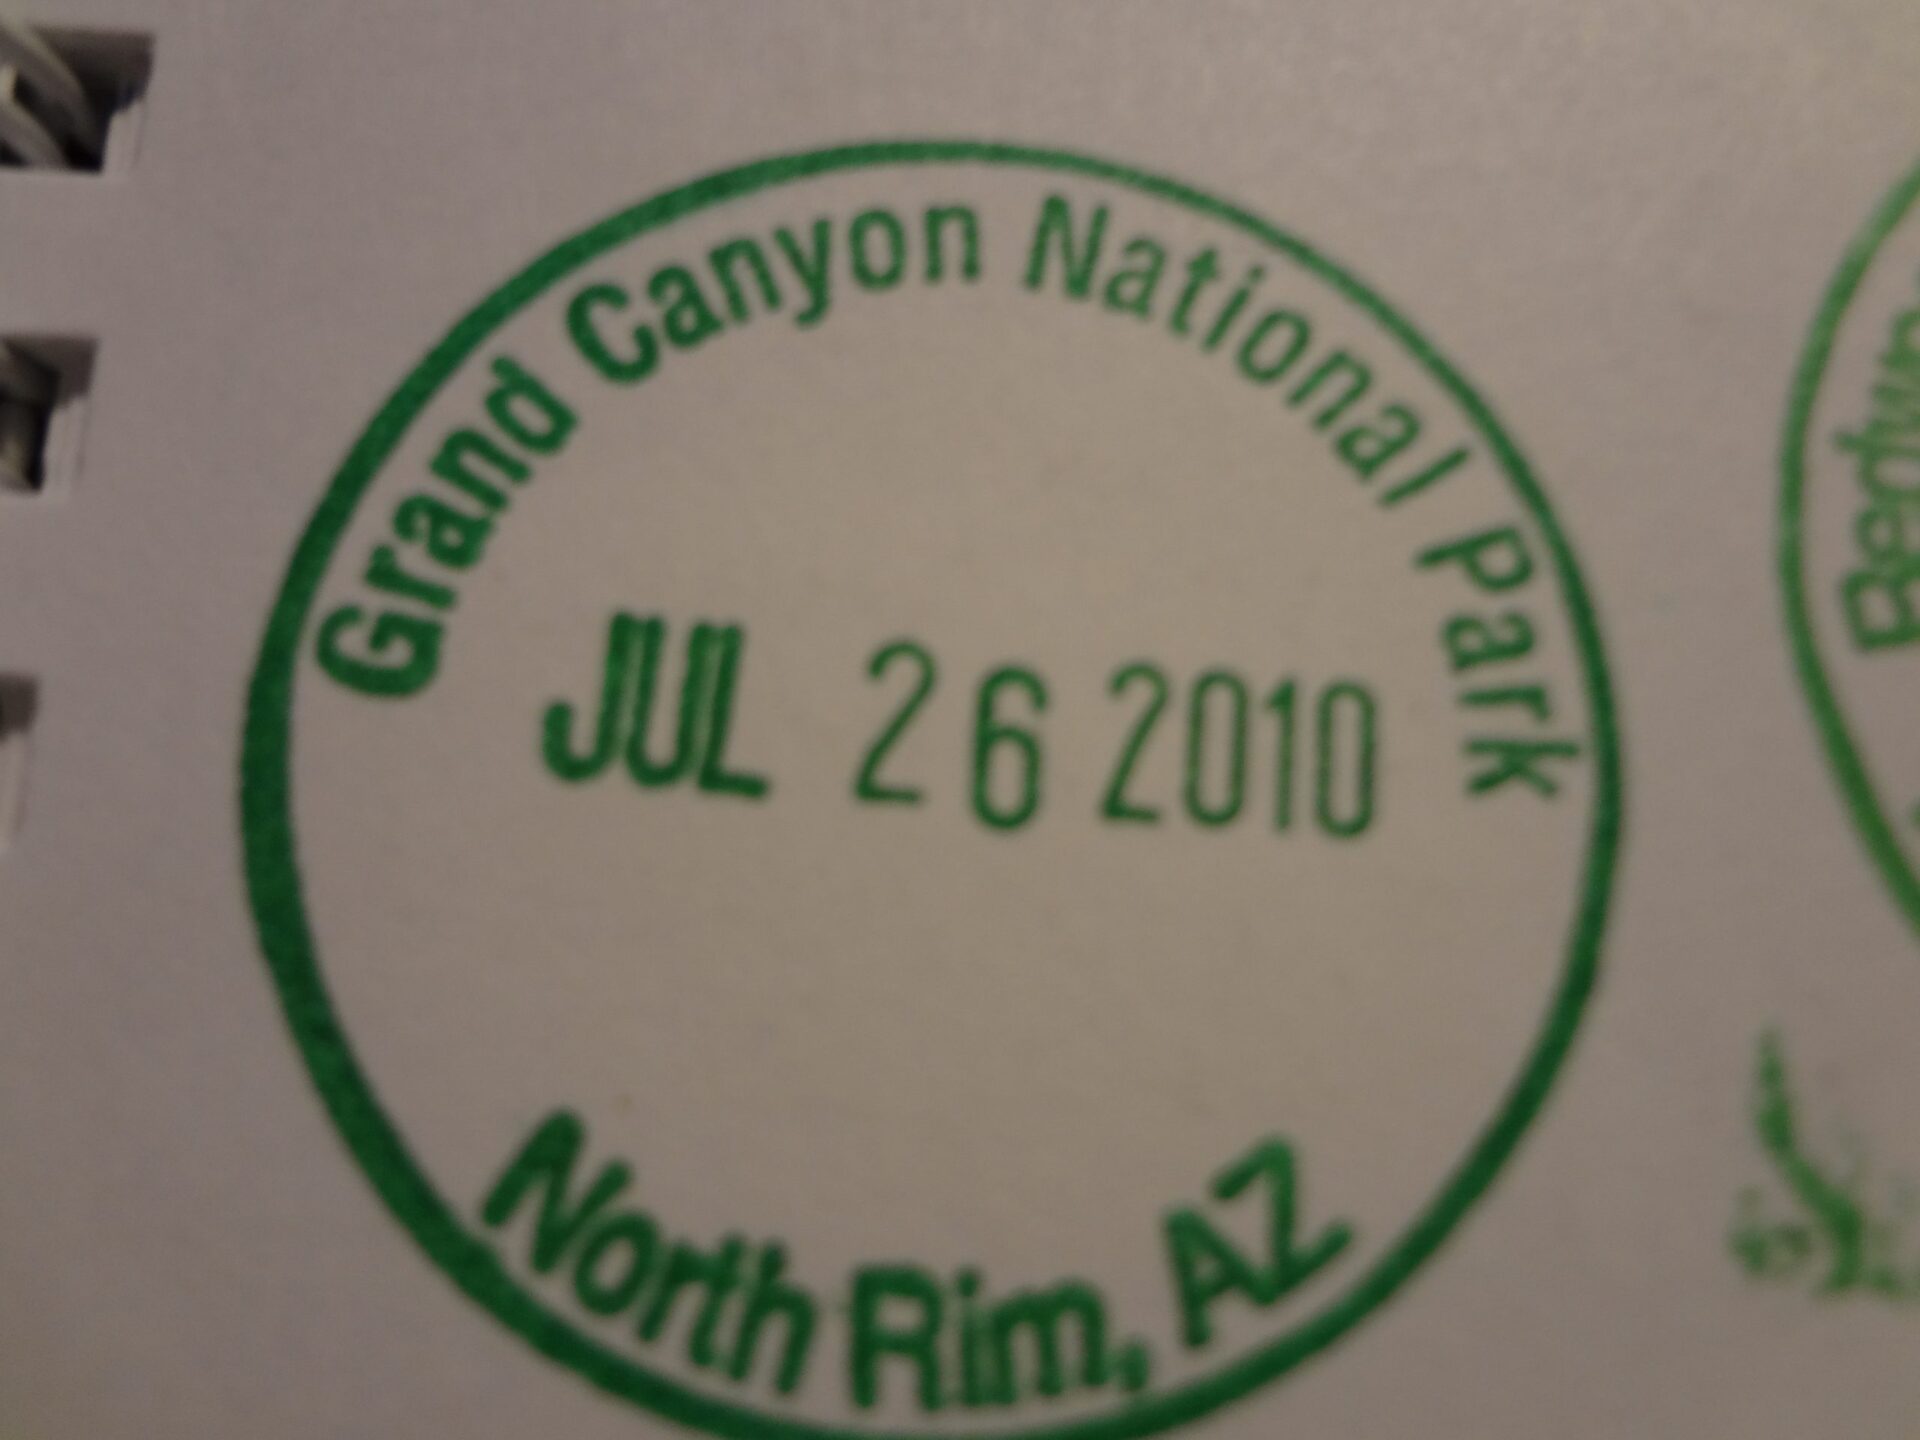 Grand Canyon National Park
JUL 26 2010
North Rim, AZ